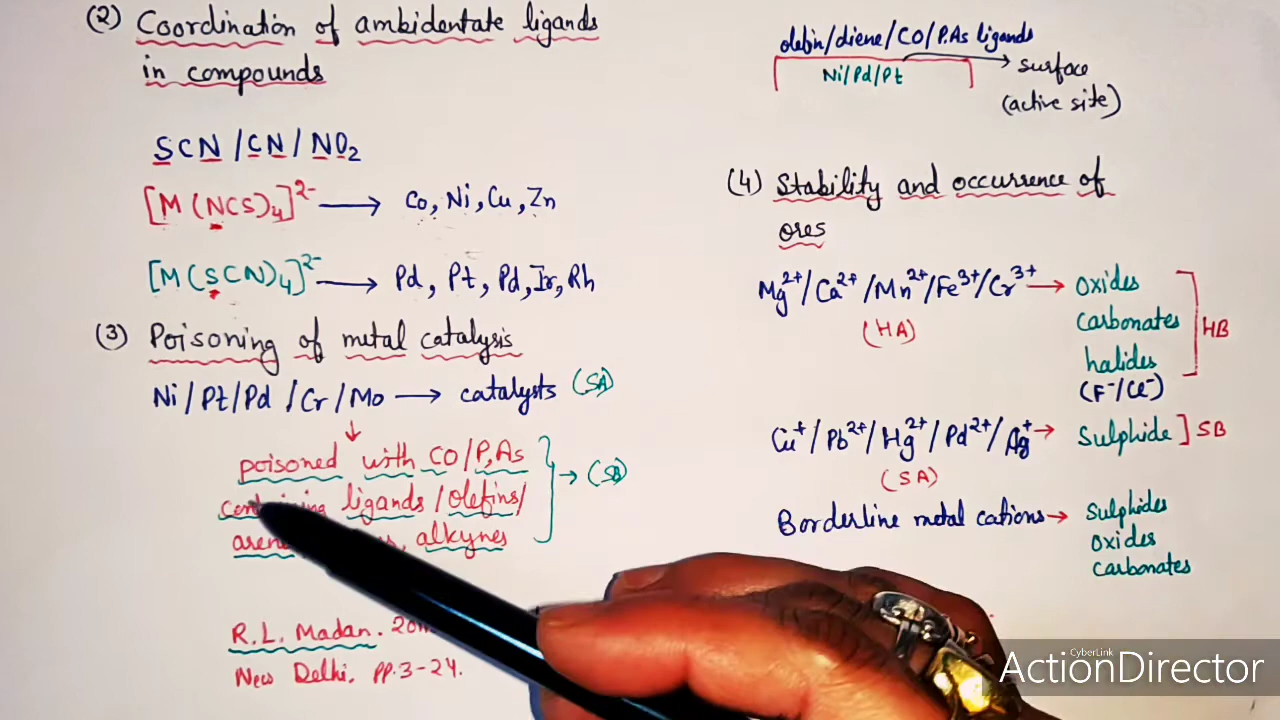 (2) Coordination of ambidentate ligands
in compounds
SCN / CN / NO2
[M(NCS)4]2- → Co, Ni, Cu, Zn
[M(SCN)4]2- → Pd, Pt, Pd, Ir, Rh
(3) Poisoning of metal catalysis
Ni/Pt/Pd /Cr/Mo → catalysts (SA)
↓
poisoned with CO/P,As
ligands / olefins/ → (SB)
alkynes
R.L. Madan.
New Delhi. pp.3-24.
olefin/diene/CO/P,As ligands
Ni/Pd/Pt → surface
(active site)
(4) Stability and occurrence of
ores
Mg2+/Ca2+/Mn2+/Fe3+/Cr3+ → oxides
(HA) Carbonates HB
halides
(F-/Cl-)
Cu+/Pb2+/Hg2+/Pd2+/Ag+ → Sulphide ] SB
(SA)
Borderline metal cations → Sulphides
oxides
carbonates
CyberLink
ActionDirector